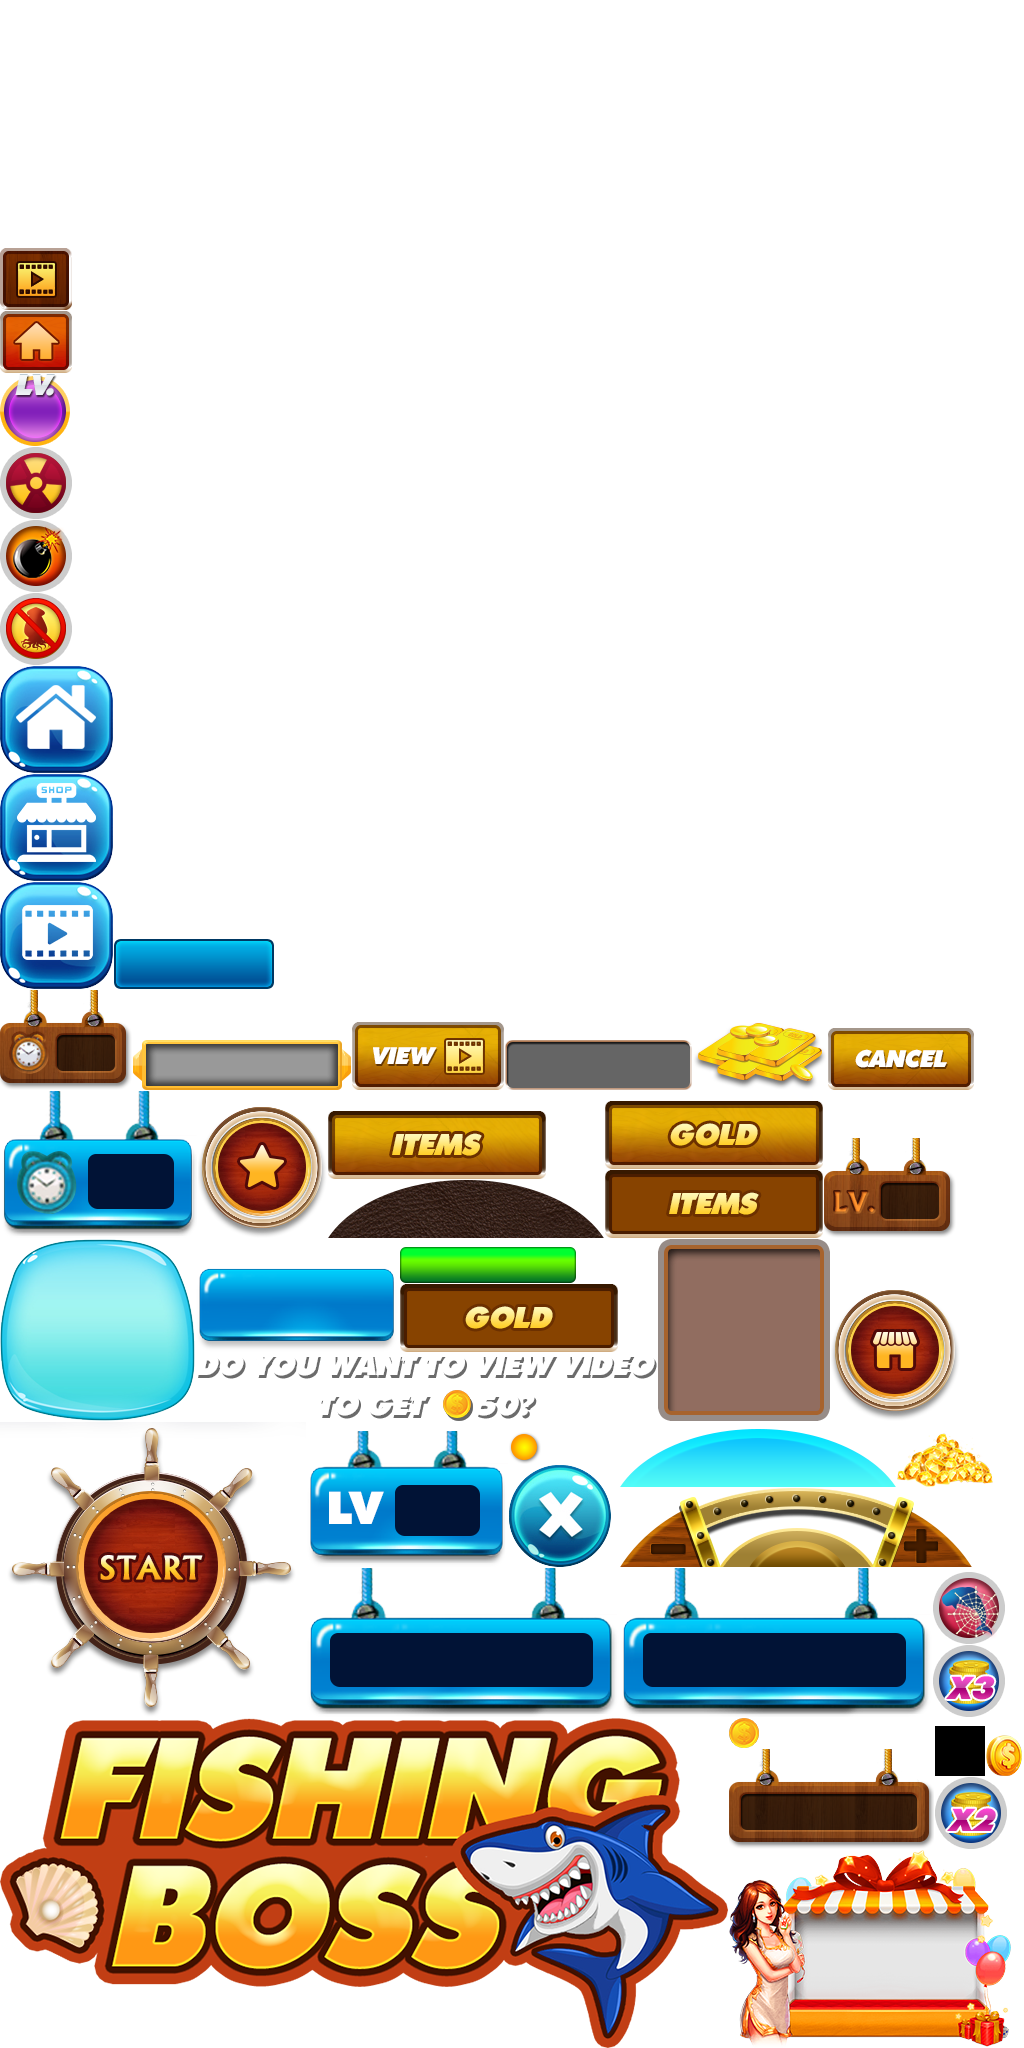 LV.
SHOP
VIEW
CANCEL
ITEMS
GOLD
ITEMS
LV.
GOLD
DO YOU WANT TO VIEW VIDEO
TO GET $ 50?
START
LV
X
X3
FISHING
BOSS
$
$
X2